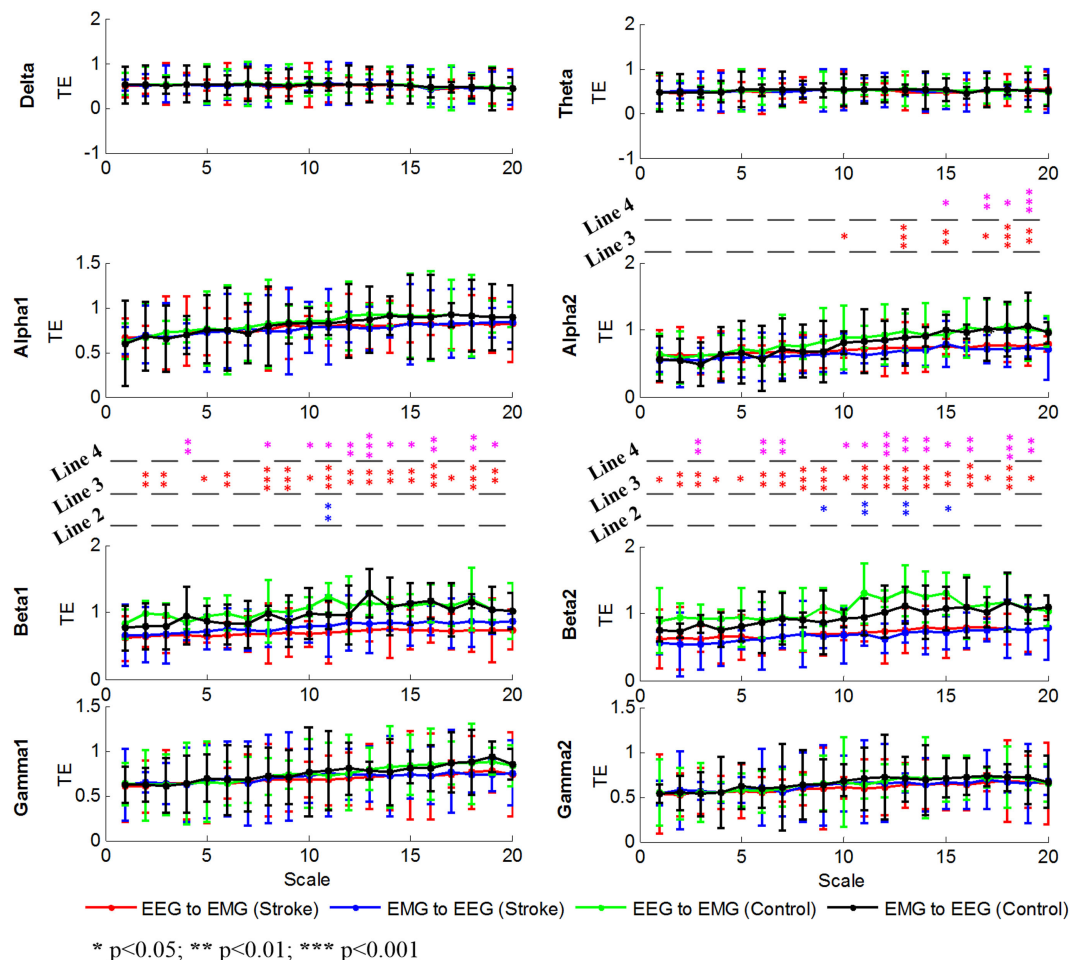 Delta
TE
2
1
0
-1
0 5 10 15 20
Theta
TE
2
1
0
-1
0 5 10 15 20
Line 4 * ** * ***
Line 3 * *** ** * *** **
Alpha1
TE
1.5
1
0.5
0
0 5 10 15 20
Alpha2
TE
2
1
0
0 5 10 15 20
Line 4 ** * * * ** *** * * ** ** *
Line 3 ** ** * ** *** *** * *** ** *** ** ** *** * *** **
Line 2 **
Line 4 ** ** ** * * *** ** ** * ** *** **
Line 3 * ** *** * * ** ** *** *** * *** *** *** *** ** *** * *** *
Line 2 * ** ** *
Beta1
TE
2
1
0
0 5 10 15 20
Beta2
TE
2
1
0
0 5 10 15 20
Gamma1
TE
1.5
1
0.5
0
0 5 10 15 20
Scale
Gamma2
TE
1.5
1
0.5
0
0 5 10 15 20
Scale
EEG to EMG (Stroke) EMG to EEG (Stroke) EEG to EMG (Control) EMG to EEG (Control)
* p<0.05; ** p<0.01; *** p<0.001